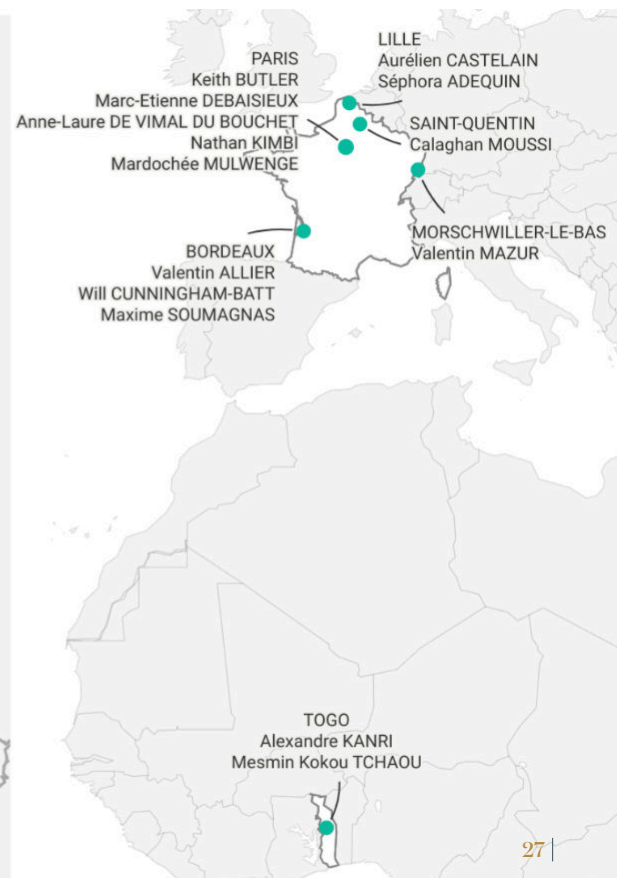 PARIS
Keith BUTLER
Marc-Etienne DEBAISIEUX
Anne-Laure DE VIMAL DU BOUCHET
Nathan KIMBI
Mardochée MULWENGE
LILLE
Aurélien CASTELAIN
Séphora ADEQUIN
SAINT-QUENTIN
Calaghan MOUSSI
MORSCHWILLER-LE-BAS
Valentin MAZUR
BORDEAUX
Valentin ALLIER
Will CUNNINGHAM-BATT
Maxime SOUMAGNAS
TOGO
Alexandre KANRI
Mesmin Kokou TCHAOU
27